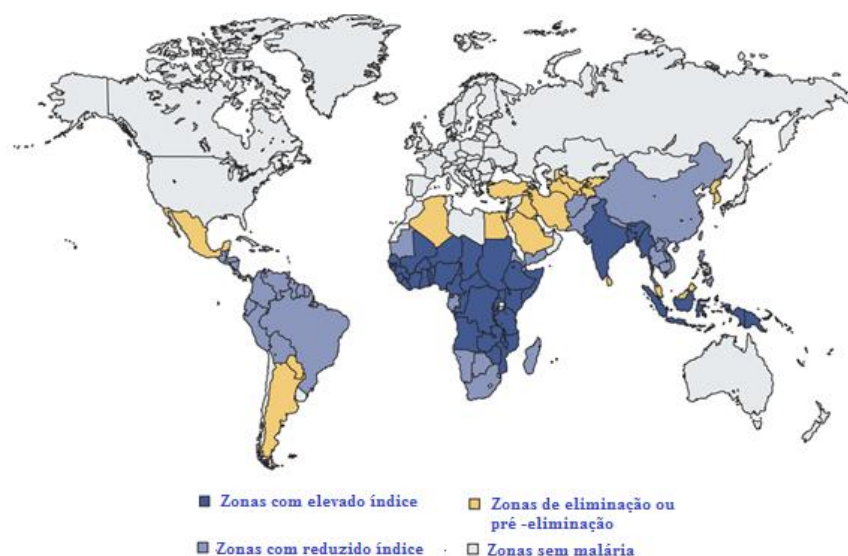 Zonas com elevado índice
Zonas de eliminação ou
pré -eliminação
Zonas com reduzido índice
Zonas sem malária